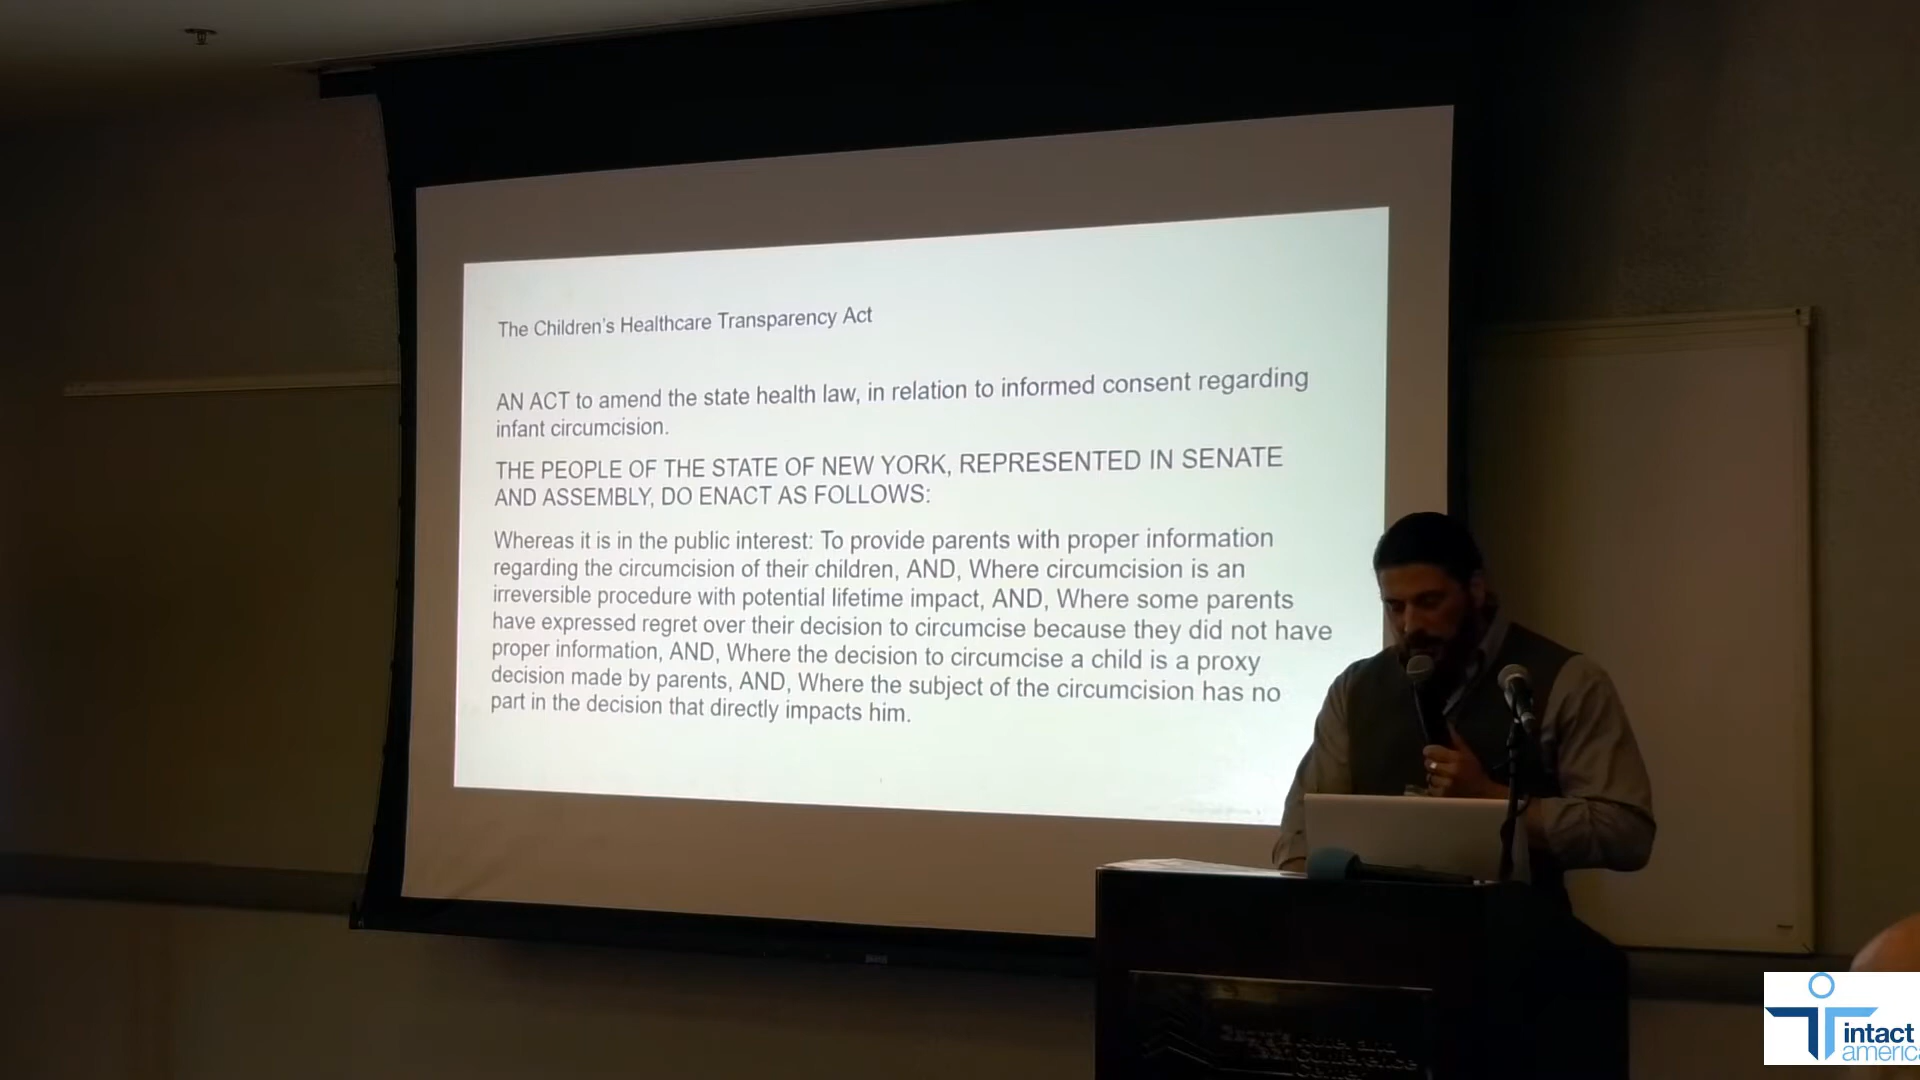 The Children's Healthcare Transparency Act
AN ACT to amend the state health law, in relation to informed consent regarding
infant circumcision.
THE PEOPLE OF THE STATE OF NEW YORK, REPRESENTED IN SENATE
AND ASSEMBLY, DO ENACT AS FOLLOWS:
Whereas it is in the public interest: To provide parents with proper information
regarding the circumcision of their children, AND, Where circumcision is an
irreversible procedure with potential lifetime impact, AND, Where some parents
have expressed regret over their decision to circumcise because they did not have
proper information, AND, Where the decision to circumcise a child is a proxy
decision made by parents, AND, Where the subject of the circumcision has no
part in the decision that directly impacts him.
Conference
Center
intact
america